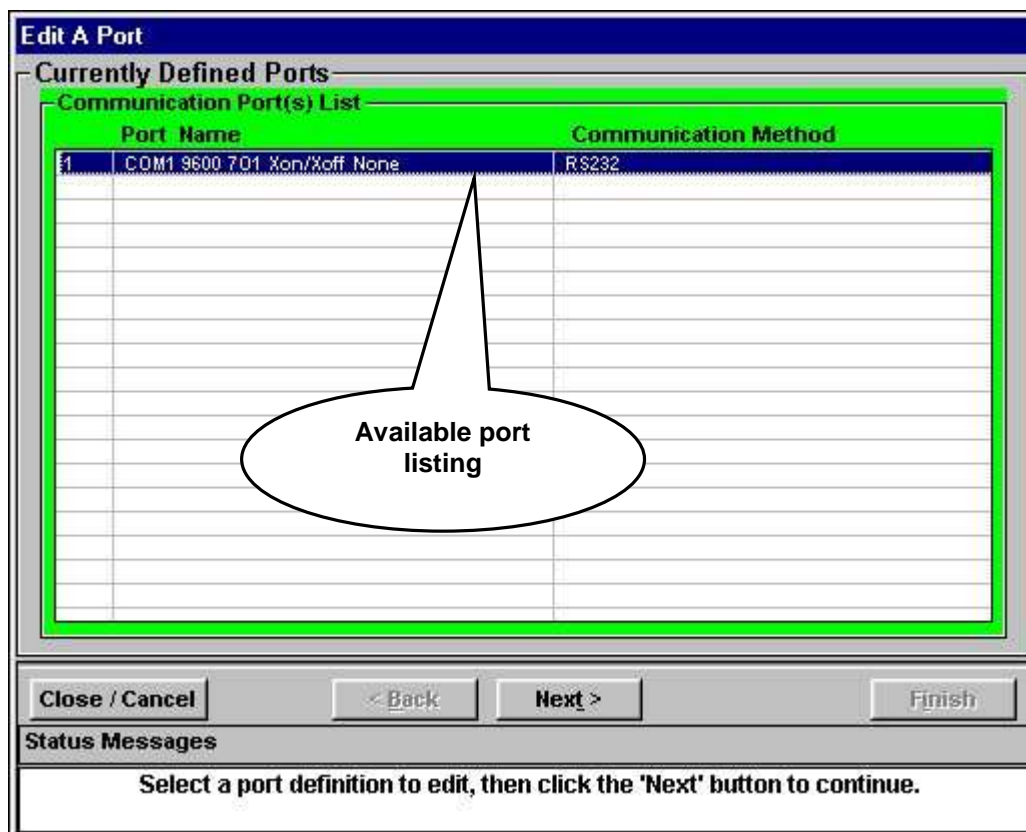 Edit A Port
Currently Defined Ports
Communication Port(s) List
Port Name Communication Method
1 COM1 9600 7O1 Xon/Xoff None RS232
Available port
listing
Close / Cancel < Back Next > Finish
Status Messages
Select a port definition to edit, then click the 'Next' button to continue.